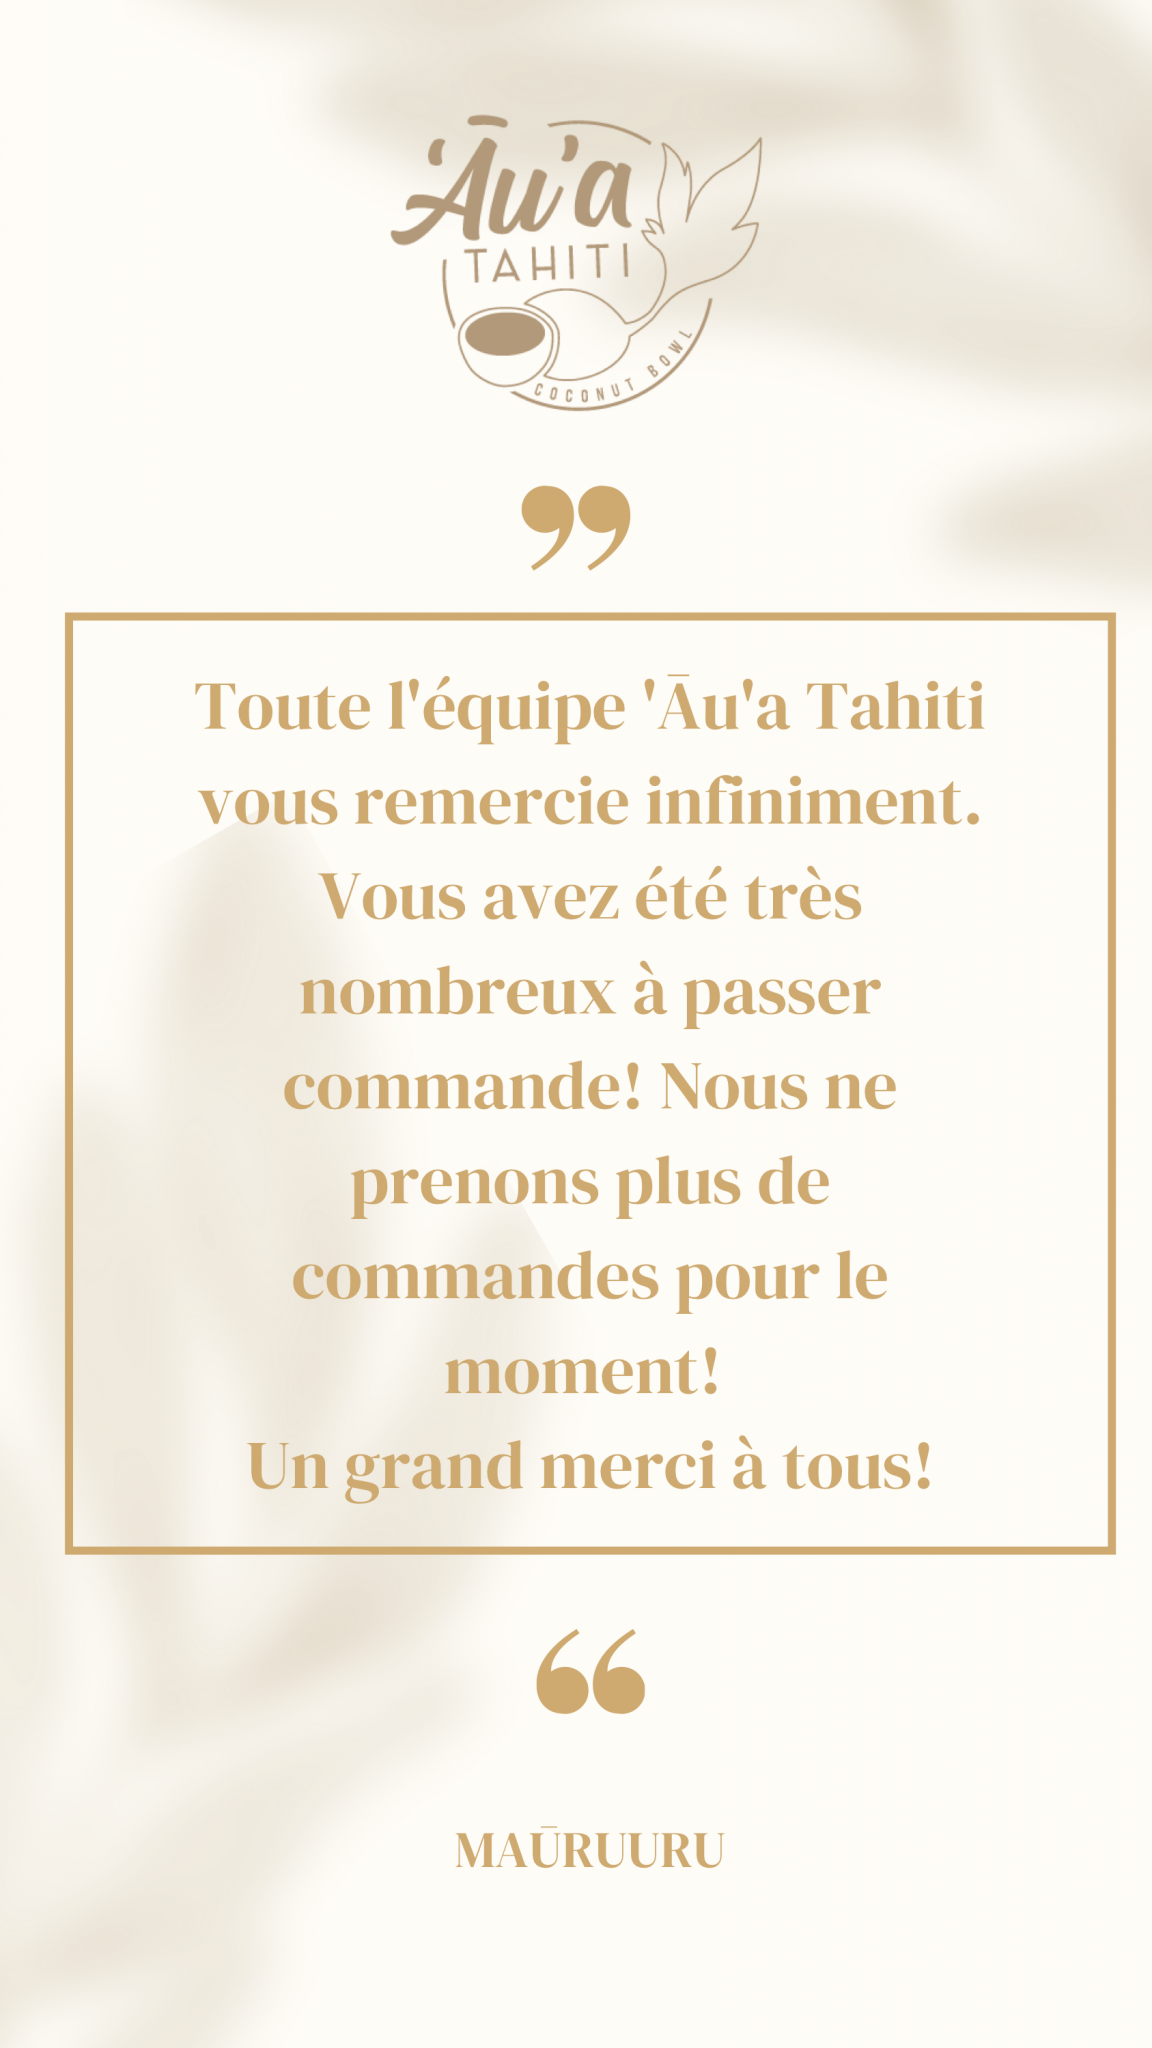 ‘Āu’a
TAHITI
COCONUT BOWL
”
Toute l'équipe 'Āu'a Tahiti
vous remercie infiniment.
Vous avez été très
nombreux à passer
commande! Nous ne
prenons plus de
commandes pour le
moment!
Un grand merci à tous!
“
MAŪRUURU